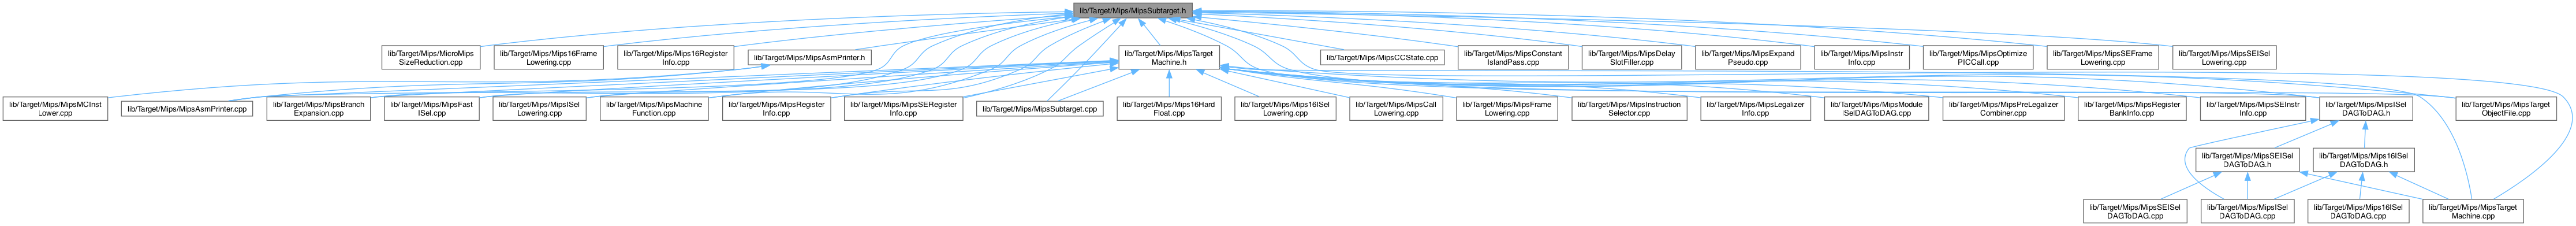 lib/Target/Mips/MipsSubtarget.h
lib/Target/Mips/MicroMips
SizeReduction.cpp
lib/Target/Mips/Mips16Frame
Lowering.cpp
lib/Target/Mips/Mips16Register
Info.cpp
lib/Target/Mips/MipsAsmPrinter.h
lib/Target/Mips/MipsTarget
Machine.h
lib/Target/Mips/MipsCCState.cpp
lib/Target/Mips/MipsConstant
IslandPass.cpp
lib/Target/Mips/MipsDelay
SlotFiller.cpp
lib/Target/Mips/MipsExpand
Pseudo.cpp
lib/Target/Mips/MipsInstr
Info.cpp
lib/Target/Mips/MipsOptimize
PICCall.cpp
lib/Target/Mips/MipsSEFrame
Lowering.cpp
lib/Target/Mips/MipsSEISel
Lowering.cpp
lib/Target/Mips/MipsMCInst
Lower.cpp
lib/Target/Mips/MipsAsmPrinter.cpp
lib/Target/Mips/MipsBranch
Expansion.cpp
lib/Target/Mips/MipsFast
ISel.cpp
lib/Target/Mips/MipsISel
Lowering.cpp
lib/Target/Mips/MipsMachine
Function.cpp
lib/Target/Mips/MipsRegister
Info.cpp
lib/Target/Mips/MipsSERegister
Info.cpp
lib/Target/Mips/MipsSubtarget.cpp
lib/Target/Mips/Mips16Hard
Float.cpp
lib/Target/Mips/Mips16ISel
Lowering.cpp
lib/Target/Mips/MipsCall
Lowering.cpp
lib/Target/Mips/MipsFrame
Lowering.cpp
lib/Target/Mips/MipsInstruction
Selector.cpp
lib/Target/Mips/MipsLegalizer
Info.cpp
lib/Target/Mips/MipsModule
ISelDAGToDAG.cpp
lib/Target/Mips/MipsPreLegalizer
Combiner.cpp
lib/Target/Mips/MipsRegister
BankInfo.cpp
lib/Target/Mips/MipsSEInstr
Info.cpp
lib/Target/Mips/MipsISel
DAGToDAG.h
lib/Target/Mips/MipsTarget
ObjectFile.cpp
lib/Target/Mips/MipsSEISel
DAGToDAG.h
lib/Target/Mips/Mips16ISel
DAGToDAG.h
lib/Target/Mips/MipsSEISel
DAGToDAG.cpp
lib/Target/Mips/MipsISel
DAGToDAG.cpp
lib/Target/Mips/Mips16ISel
DAGToDAG.cpp
lib/Target/Mips/MipsTarget
Machine.cpp